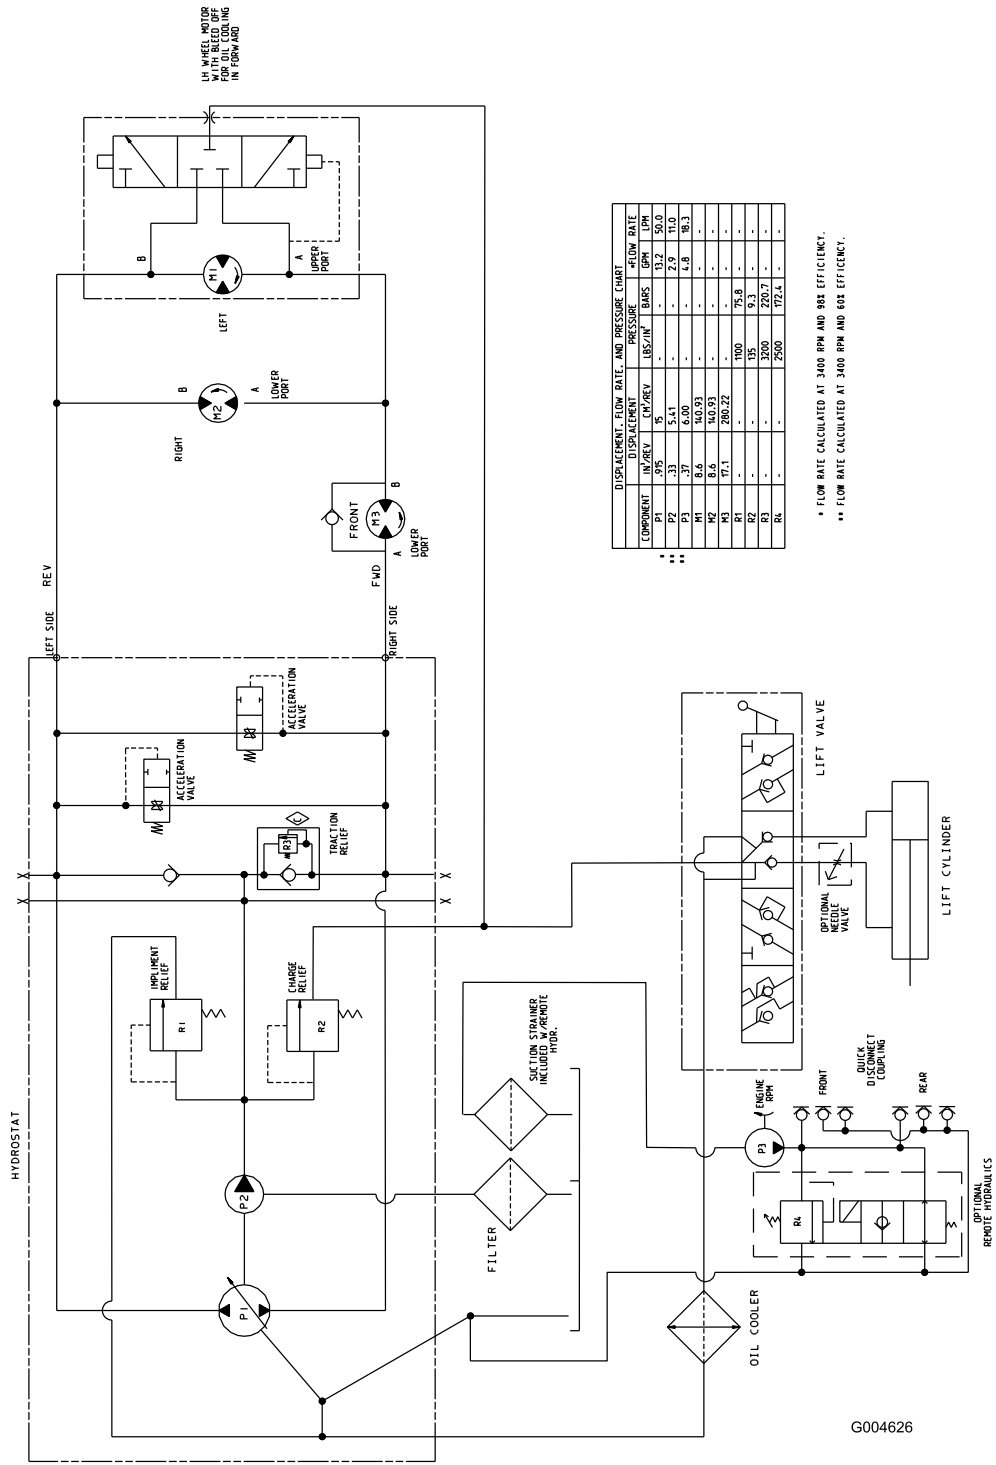 HYDROSTAT
LEFT SIDE
REV
RIGHT SIDE
FWD
LH WHEEL MOTOR
WITH BLEED OFF
FOR OIL COOLING
IN FORWARD
B
M1
A
UPPER
PORT
LEFT
B
M2
A
LOWER
PORT
RIGHT
FRONT
M3
A
B
LOWER
PORT
ACCELERATION
VALVE
ACCELERATION
VALVE
R3
C
TRACTION
RELIEF
IMPLIMENT
RELIEF
R1
CHARGE
RELIEF
R2
P2
P1
FILTER
SUCTION STRAINER
INCLUDED W/REMOTE
HYDR.
OIL COOLER
LIFT VALVE
OPTIONAL
NEEDLE
VALVE
LIFT CYLINDER
P3
ENGINE
RPM
FRONT
QUICK
DISCONNECT
COUPLING
REAR
R4
OPTIONAL
REMOTE HYDRAULICS
DISPLACEMENT, FLOW RATE, AND PRESSURE CHART
DISPLACEMENT PRESSURE *FLOW RATE
COMPONENT IN³/REV CM³/REV LBS/IN² BARS GPM LPM
* P1 .915 15 - - 13.2 50.0
** P2 .33 5.41 - - 2.9 11.0
** P3 .37 6.00 - - 4.8 18.3
M1 8.6 140.93 - - - -
M2 8.6 140.93 - - - -
M3 17.1 280.22 - - - -
R1 - - 1100 75.8 - -
R2 - - 135 9.3 - -
R3 - - 3200 220.7 - -
R4 - - 2500 172.4 - -
* FLOW RATE CALCULATED AT 3400 RPM AND 98% EFFICIENCY.
** FLOW RATE CALCULATED AT 3400 RPM AND 60% EFFICENCY.
G004626